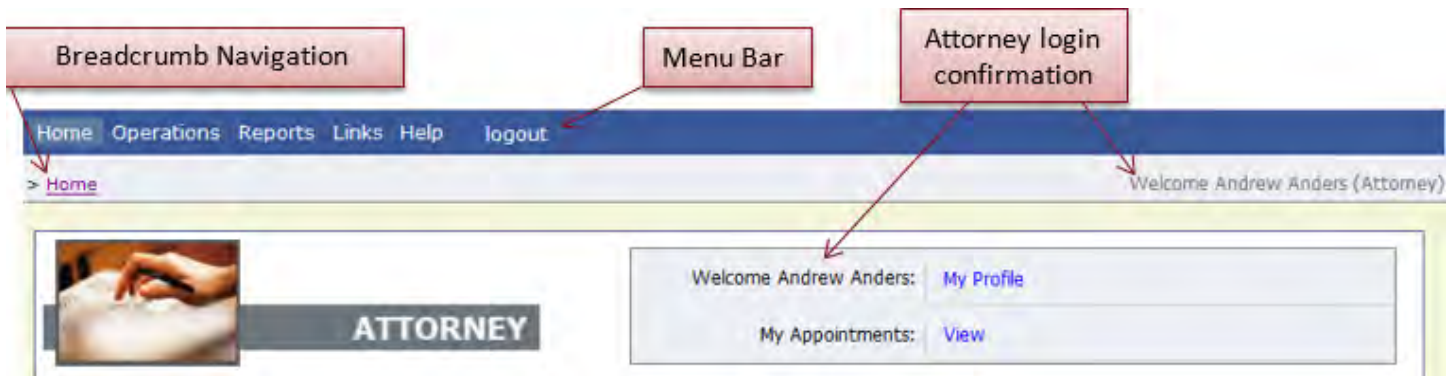 Breadcrumb Navigation
Menu Bar
Attorney login
confirmation
Home Operations Reports Links Help logout
> Home
Welcome Andrew Anders (Attorney)
ATTORNEY
Welcome Andrew Anders: My Profile
My Appointments: View